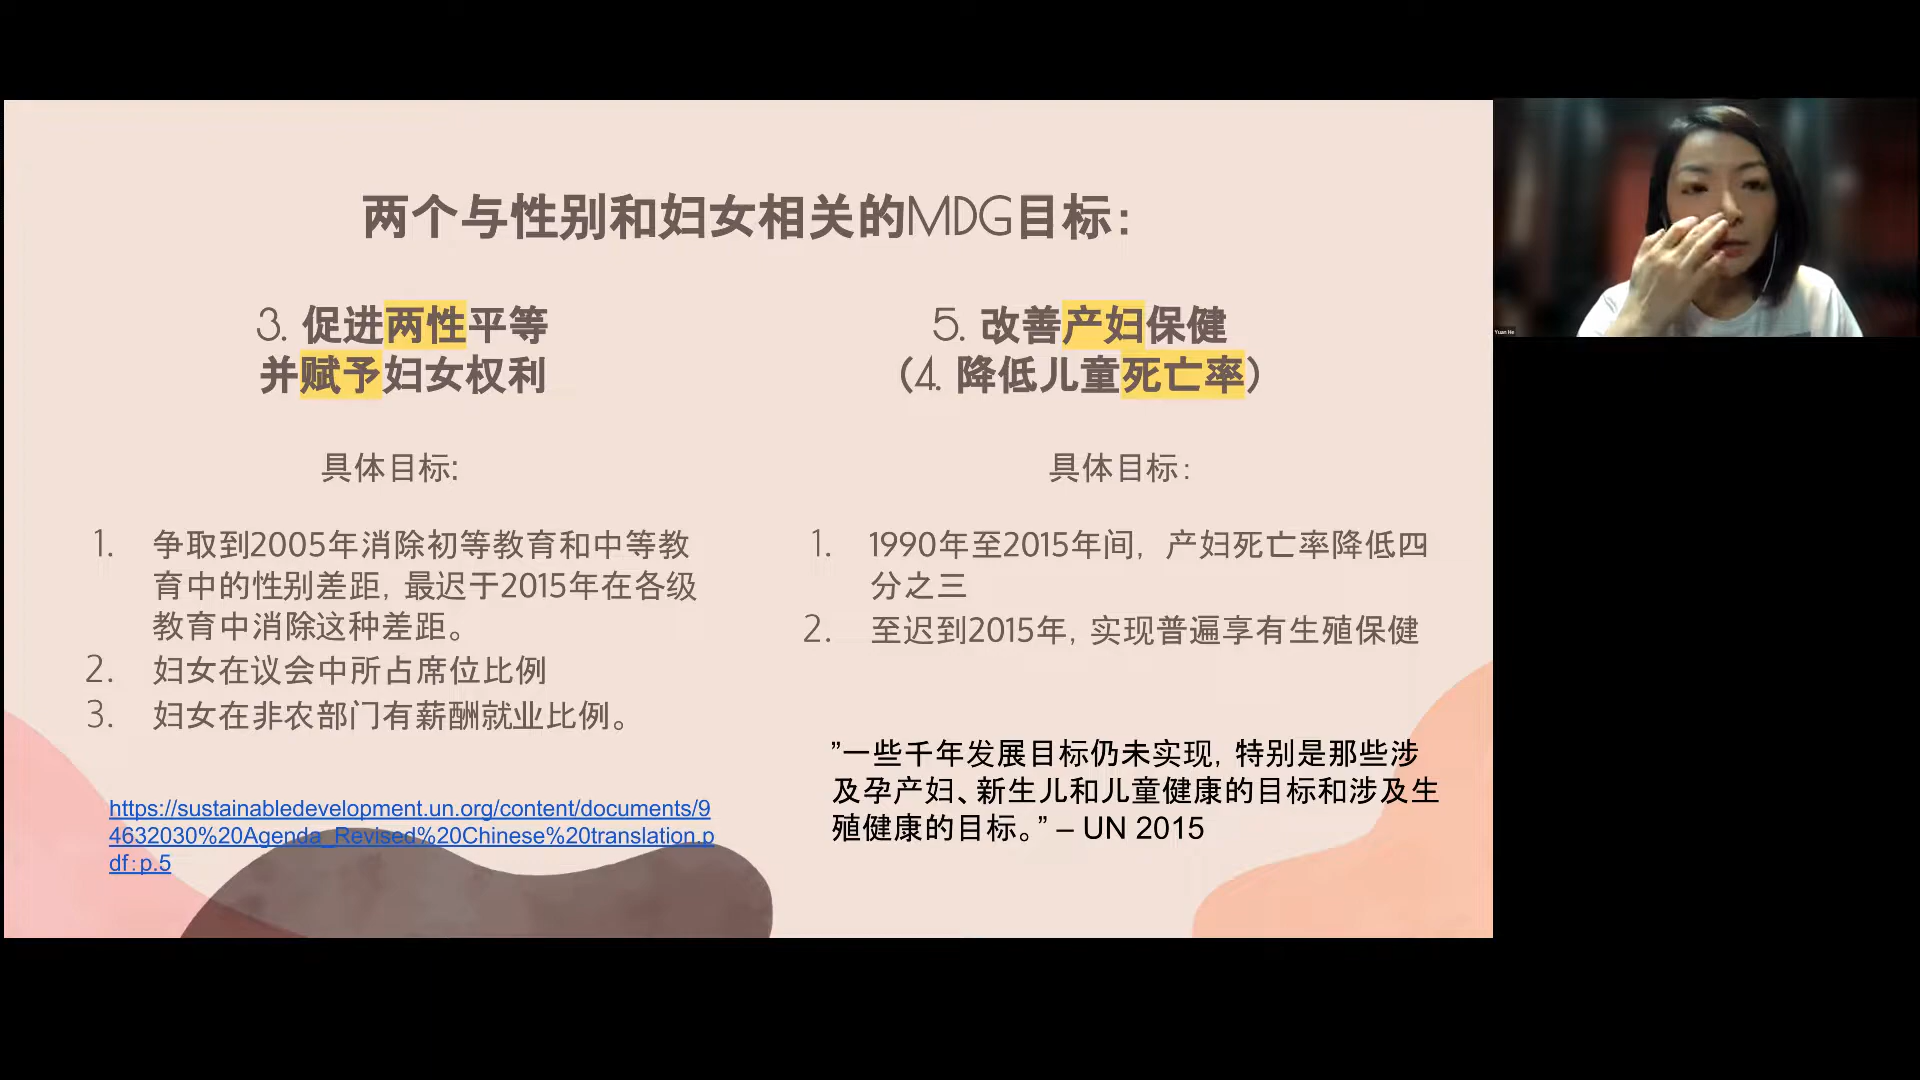 两个与性别和妇女相关的MDG目标：
3. 促进两性平等
并赋予妇女权利
具体目标:
1. 争取到2005年消除初等教育和中等教
育中的性别差距, 最迟于2015年在各级
教育中消除这种差距。
2. 妇女在议会中所占席位比例
3. 妇女在非农部门有薪酬就业比例。
https://sustainabledevelopment.un.org/content/documents/9
4632030%20Agenda_Revised%20Chinese%20translation.p
df：p.5
5. 改善产妇保健
（4. 降低儿童死亡率）
具体目标：
1. 1990年至2015年间，产妇死亡率降低四
分之三
2. 至迟到2015年, 实现普遍享有生殖保健
”一些千年发展目标仍未实现, 特别是那些涉
及孕产妇、新生儿和儿童健康的目标和涉及生
殖健康的目标。” – UN 2015
Yuan He